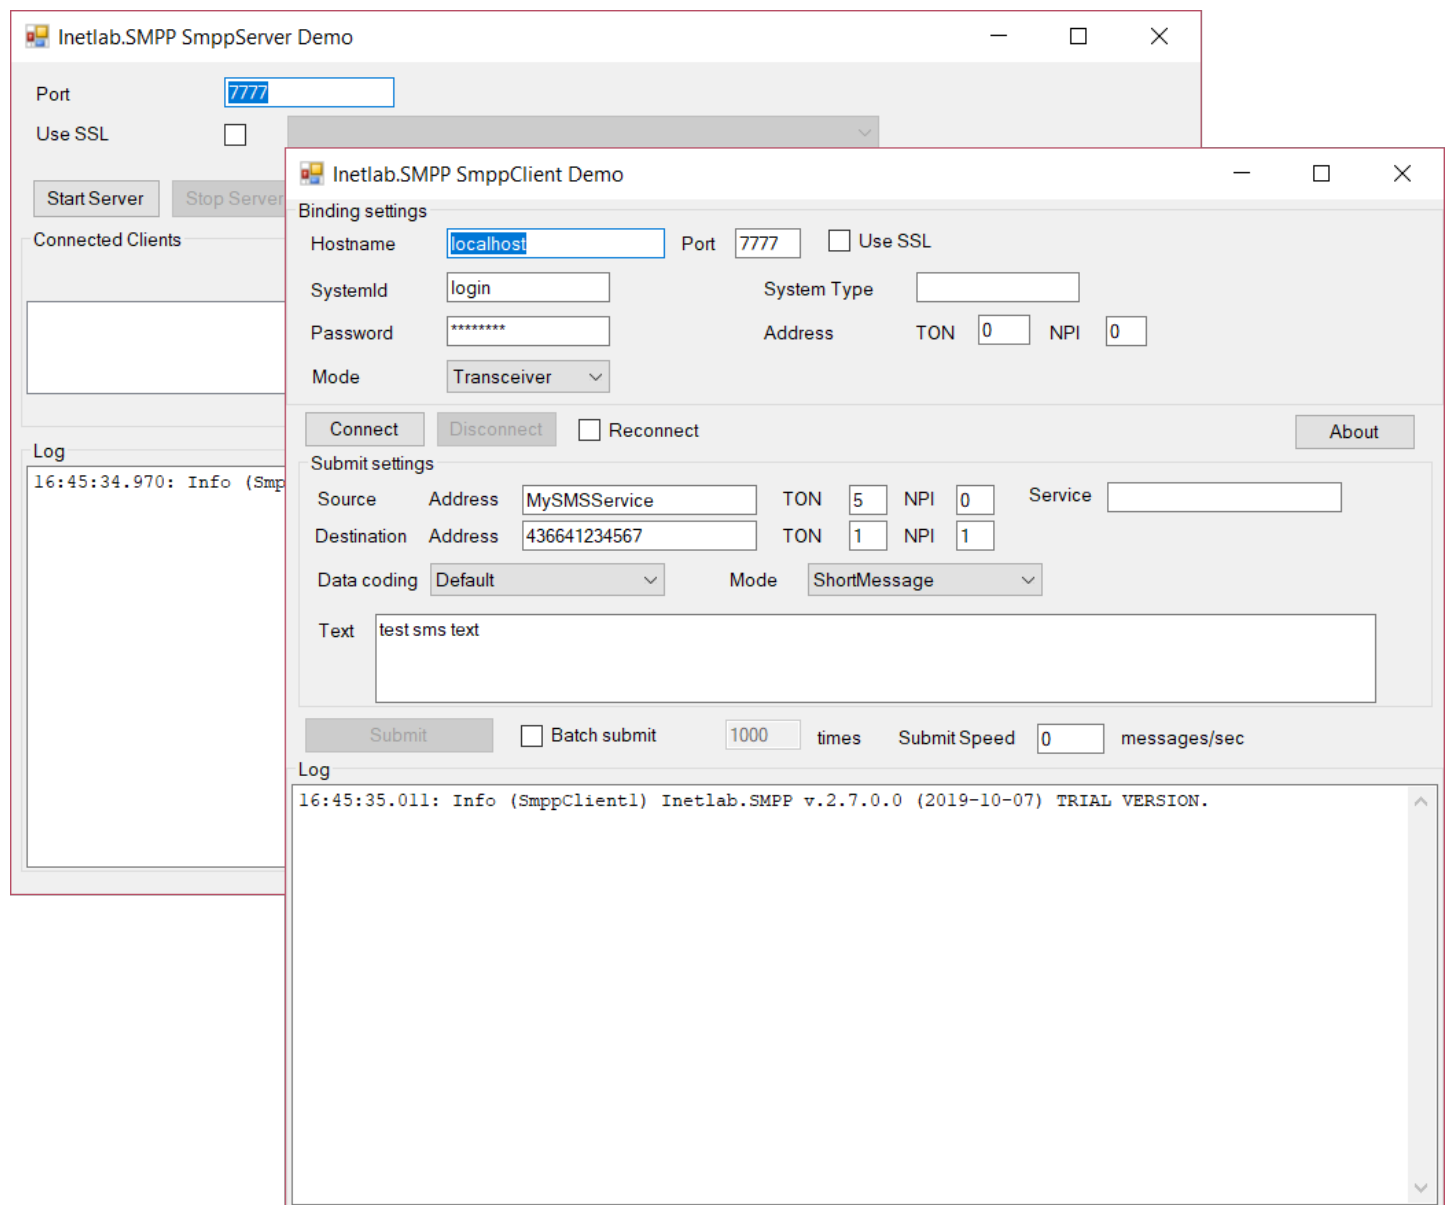 Inetlab.SMPP SmppServer Demo
Port 7777
Use SSL
Start Server Stop Server
Connected Clients
Log
16:45:34.970: Info (Smp
Inetlab.SMPP SmppClient Demo
Binding settings
Hostname localhost Port 7777 Use SSL
SystemId login System Type
Password ******** Address TON 0 NPI 0
Mode Transceiver
Connect Disconnect Reconnect About
Submit settings
Source Address MySMSService TON 5 NPI 0 Service
Destination Address 436641234567 TON 1 NPI 1
Data coding Default Mode ShortMessage
Text test sms text
Submit Batch submit 1000 times Submit Speed 0 messages/sec
Log
16:45:35.011: Info (SmppClient1) Inetlab.SMPP v.2.7.0.0 (2019-10-07) TRIAL VERSION.